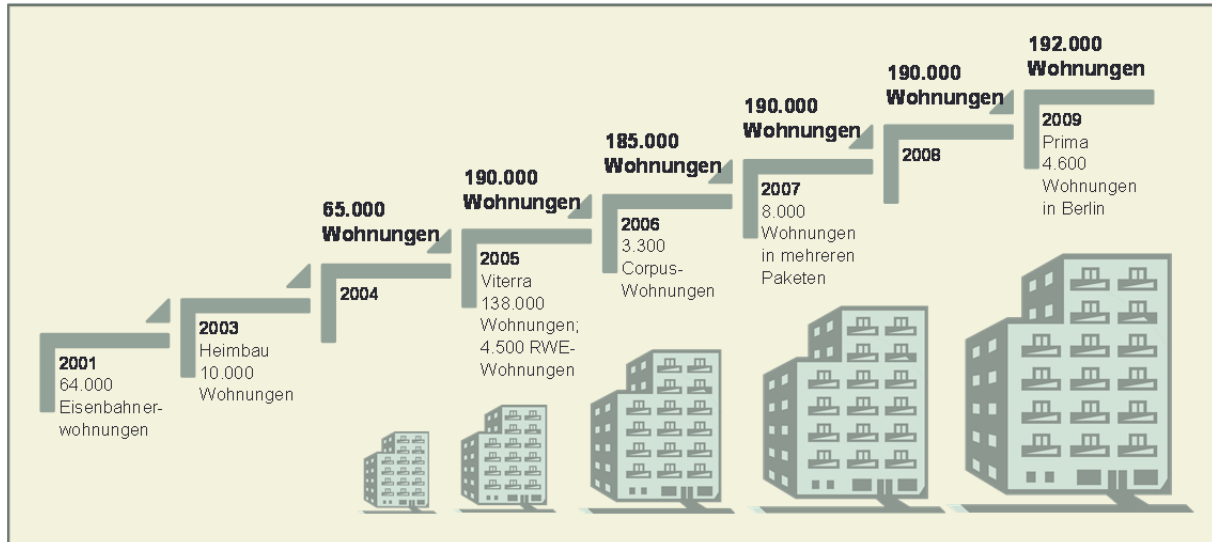 2001
64.000
Eisenbahner-
wohnungen
2003
Heimbau
10.000
Wohnungen
65.000
Wohnungen
2004
190.000
Wohnungen
2005
Viterra
138.000
Wohnungen;
4.500 RWE-
Wohnungen
185.000
Wohnungen
2006
3.300
Corpus-
Wohnungen
190.000
Wohnungen
2007
8.000
Wohnungen
in mehreren
Paketen
190.000
Wohnungen
2008
192.000
Wohnungen
2009
Prima
4.600
Wohnungen
in Berlin